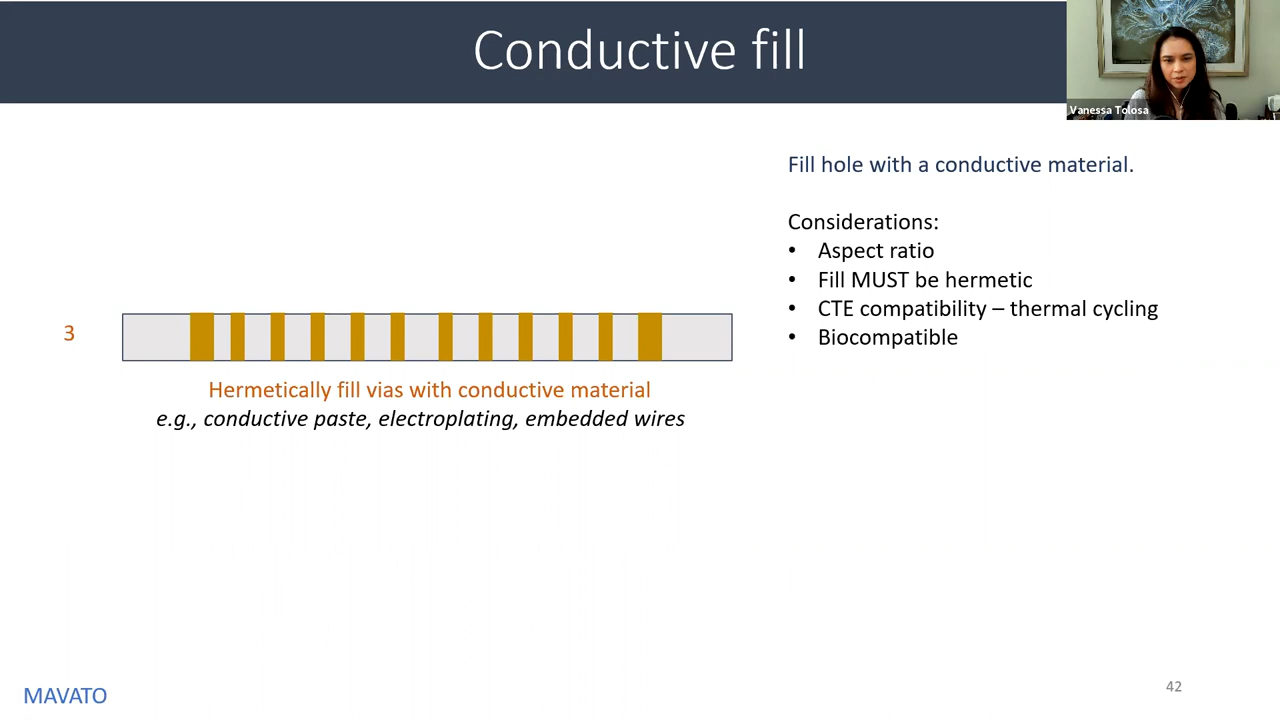 Conductive fill
Vanessa Tolosa
Fill hole with a conductive material.
Considerations:
• Aspect ratio
• Fill MUST be hermetic
• CTE compatibility – thermal cycling
• Biocompatible
3
Hermetically fill vias with conductive material
e.g., conductive paste, electroplating, embedded wires
MAVATO
42